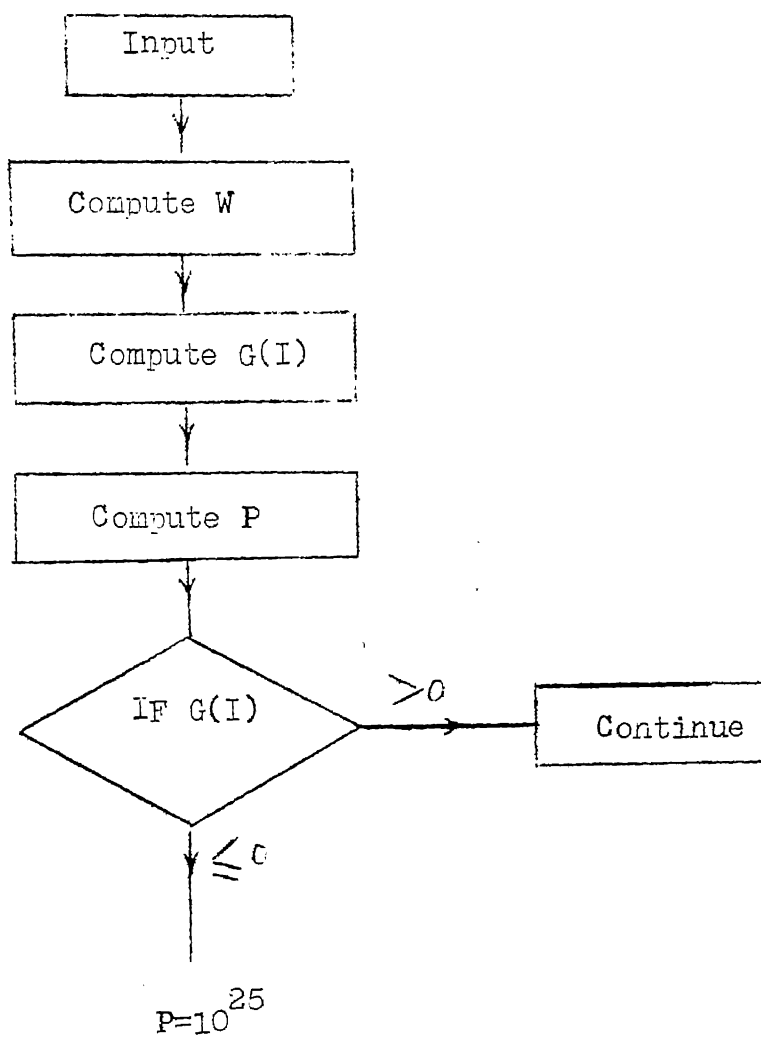 Input
Compute W
Compute G(I)
Compute P
IF G(I)
>0
Continue
≤0
P=10^25